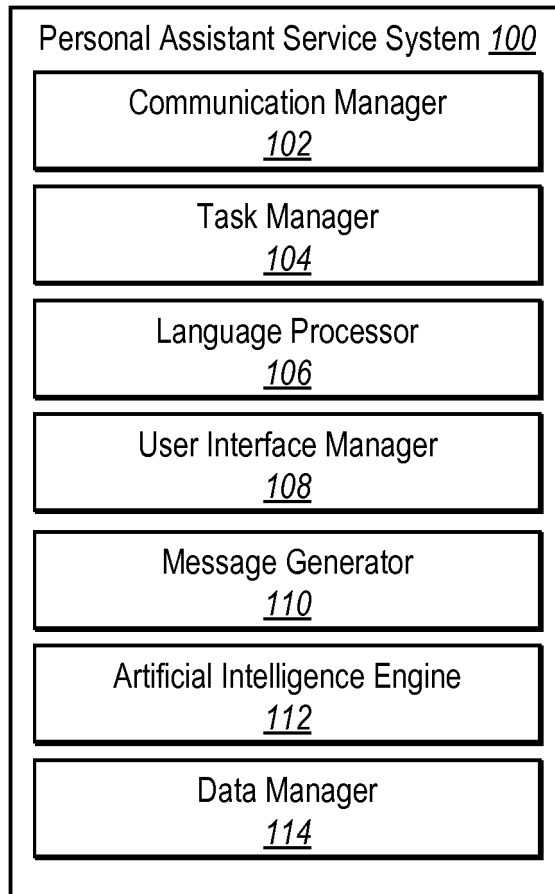 Personal Assistant Service System 100
Communication Manager
102
Task Manager
104
Language Processor
106
User Interface Manager
108
Message Generator
110
Artificial Intelligence Engine
112
Data Manager
114